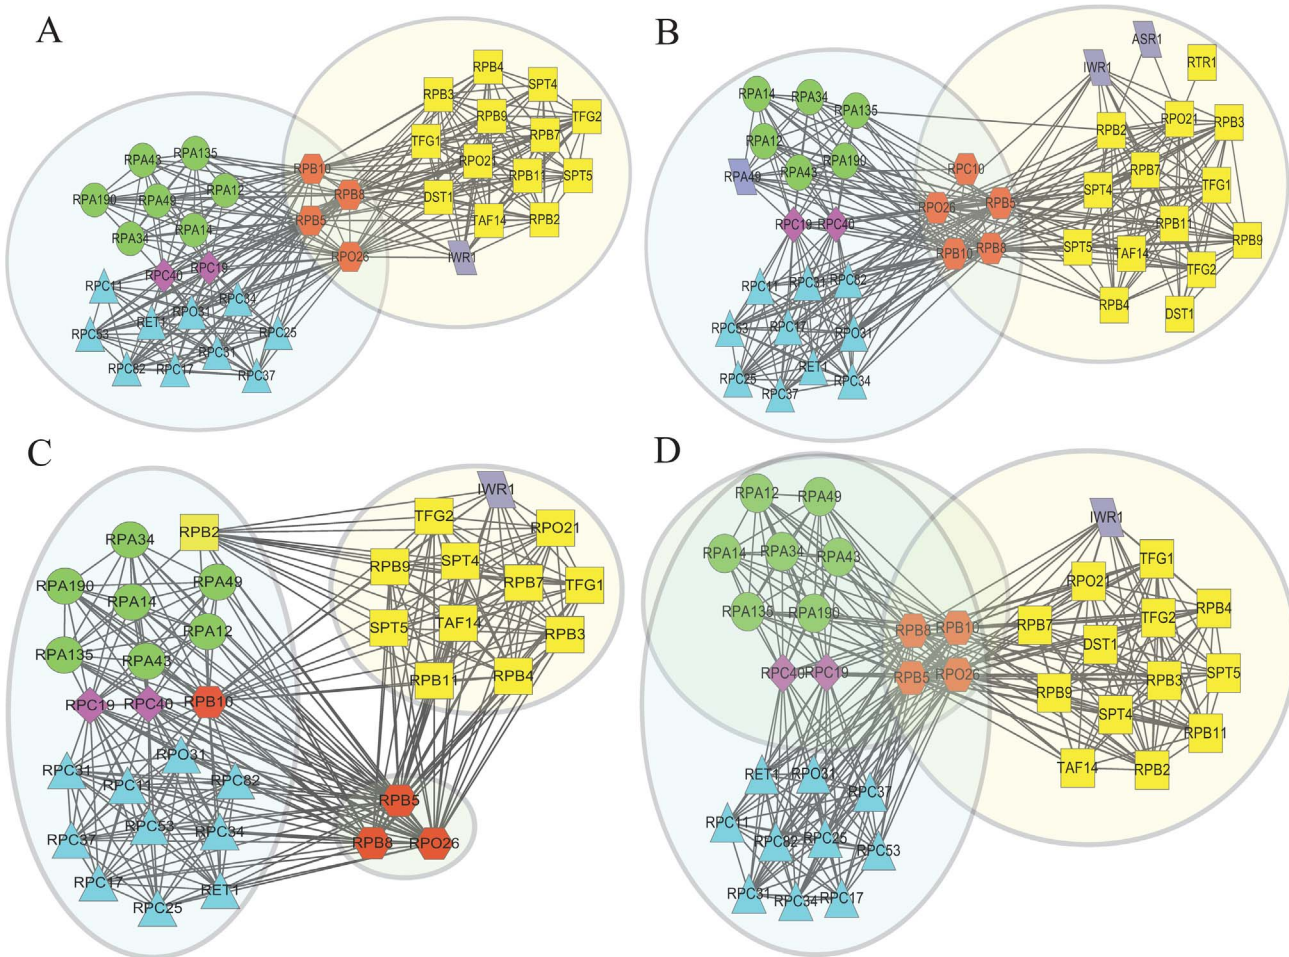 A
RPB4
SPT4
RPB3
RPB9
TFG2
RPB7
TFG1
RPO21
RPB11
SPT5
DST1
TAF14
RPB2
IWR1
RPB10
RPB8
RPB5
RPO26
RPA135
RPA43
RPA12
RPA190
RPA49
RPA14
RPA34
RPC19
RPC40
RPC11
RPC34
RPO31
RET1
RPC53
RPC25
RPC31
RPC82
RPC17
RPC37
B
ASR1
IWR1
RTR1
RPA14
RPA34
RPA135
RPB2
RPO21
RPB3
RPA12
RPA190
RPA43
RPA49
RPC10
RPB7
SPT4
TFG1
RPO26
RPB5
RPC19
RPC40
RPB11
RPB10
RPB8
SPT5
TAF14
RPB9
TFG2
RPB4
DST1
RPC11
RPC31
RPC82
RPC53
RPC17
RPO31
RPC25
RET1
RPC34
RPC37
C
IWR1
TFG2
RPO21
RPB2
RPA34
RPB9
SPT4
RPB7
TFG1
RPA190
RPA14
RPA49
SPT5
TAF14
RPB3
RPA12
RPA135
RPA43
RPB11
RPB4
RPC19
RPC40
RPB10
RPO31
RPC31
RPC11
RPC82
RPB5
RPC37
RPC53
RPC34
RPB8
RPO26
RPC17
RET1
RPC25
D
RPA12
RPA49
IWR1
RPA14
RPA34
RPA43
TFG1
RPO21
RPB4
RPA135
RPA190
RPB8
RPB10
RPB7
TFG2
DST1
RPC40
RPC19
RPB5
RPO26
RPB9
RPB3
SPT5
SPT4
RPB11
TAF14
RPB2
RET1
RPO31
RPC37
RPC11
RPC82
RPC25
RPC53
RPC31
RPC34
RPC17